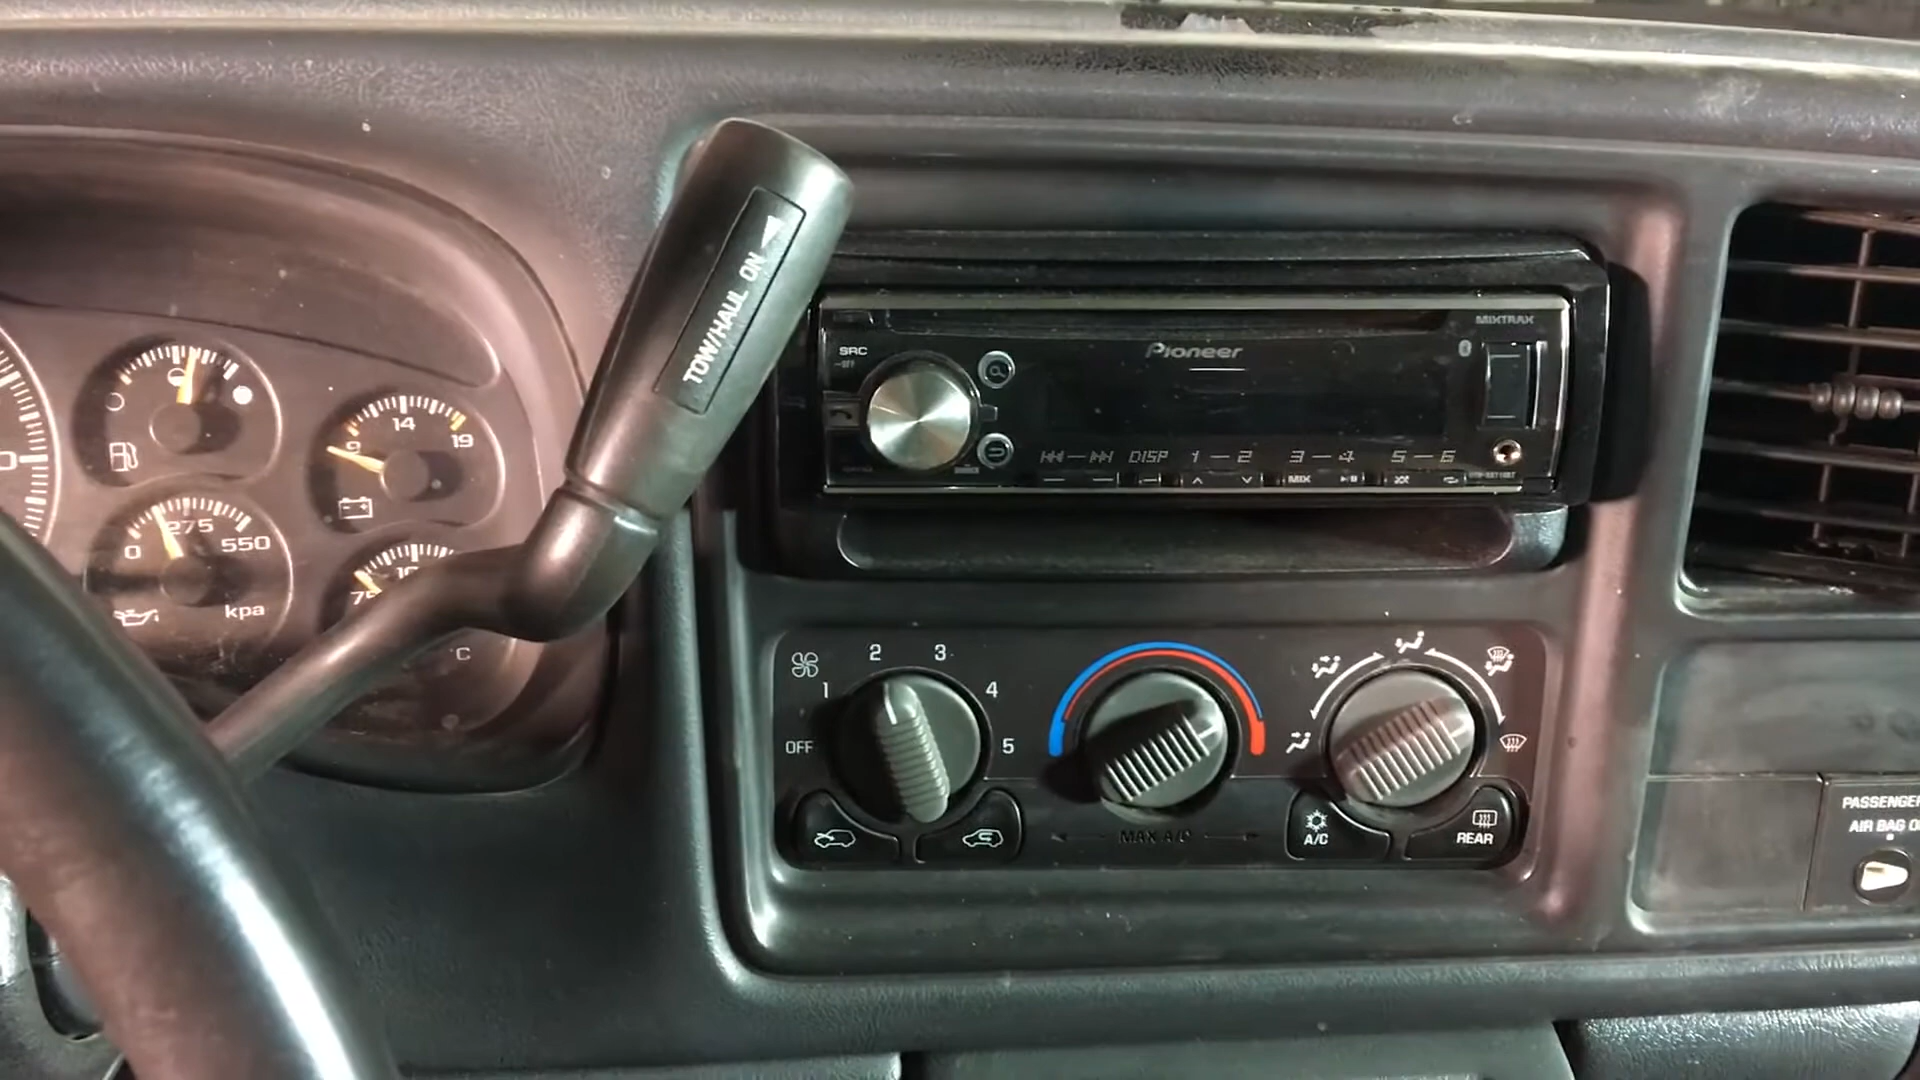 TOW/HAUL ON
14
9
19
0
275
550
kpa
°C
SRC
OFF
Pioneer
MIXTRAX
DISP
1
2
3
4
5
6
MIX
2
3
1
4
OFF
5
MAX A/C
A/C
REAR
PASSENGER
AIR BAG